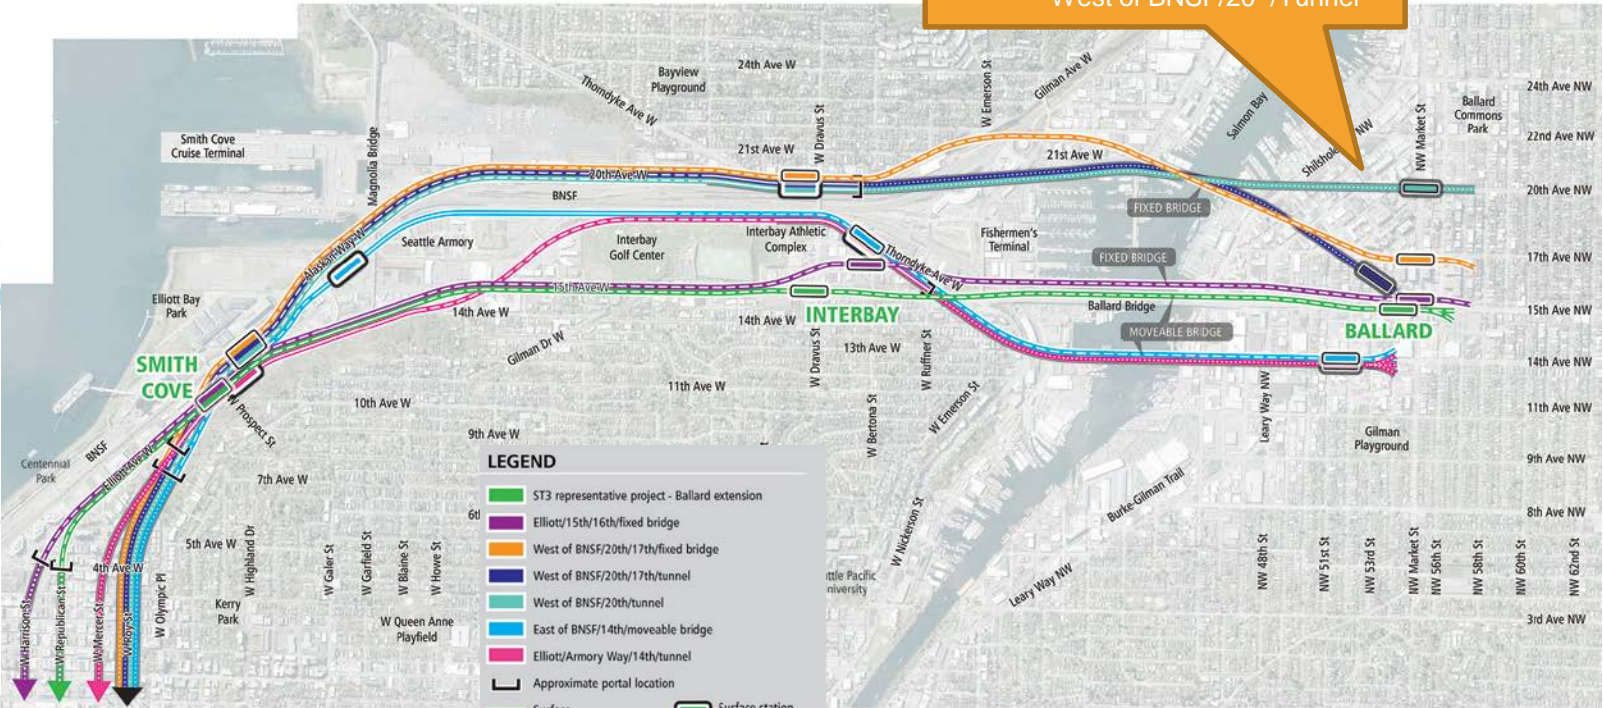 West of BNSF/20th/Tunnel
24th Ave W
Bayview
Playground
Thorndyke Ave W
W Emerson St
Gilman Ave W
24th Ave NW
Ballard
Commons
Park
Salmon Bay
NW Market St
22nd Ave NW
Smith Cove
Cruise Terminal
Magnolia Bridge
W Dravus St
21st Ave W
21st Ave W
20th Ave W
BNSF
20th Ave NW
FIXED BRIDGE
Alaskan Way W
Seattle Armory
Interbay
Golf Center
Interbay Athletic
Complex
Thorndyke Ave W
Fishermen's
Terminal
FIXED BRIDGE
17th Ave NW
Elliott Bay
Park
15th Ave W
14th Ave W
INTERBAY
14th Ave W
Ballard Bridge
MOVEABLE BRIDGE
BALLARD
15th Ave NW
SMITH
COVE
Gilman Dr W
W Dravus St
13th Ave W
W Ruffner St
14th Ave NW
W Prospect St
10th Ave W
11th Ave W
W Bertona St
W Emerson St
Leary Way NW
11th Ave NW
Gilman
Playground
Centennial
Park
BNSF
Elliott Ave W
9th Ave W
7th Ave W
9th Ave NW
Burke-Gilman Trail
8th Ave NW
5th Ave W
4th Ave W
W Highland Dr
W Olympic Pl
W Galer St
W Garfield St
W Blaine St
W Howe St
W Nickerson St
Leary Way NW
NW 48th St
NW 51st St
NW 53rd St
NW Market St
NW 56th St
NW 58th St
NW 60th St
NW 62nd St
Kerry
Park
W Queen Anne
Playfield
3rd Ave NW
W Harrison St
W Republican St
W Mercer St
W Roy St
LEGEND
ST3 representative project - Ballard extension
Elliott/15th/16th/fixed bridge
West of BNSF/20th/17th/fixed bridge
West of BNSF/20th/17th/tunnel
West of BNSF/20th/tunnel
East of BNSF/14th/moveable bridge
Elliott/Armory Way/14th/tunnel
Approximate portal location
Surface station